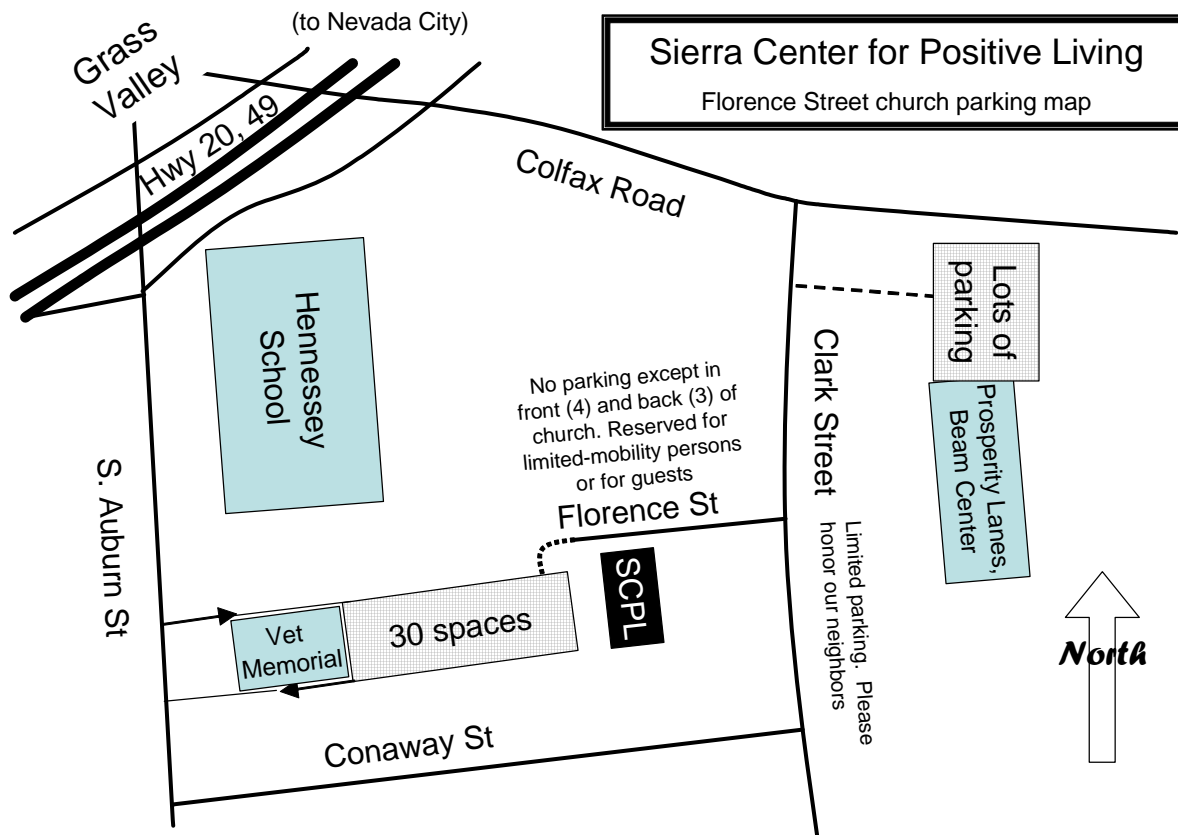 (to Nevada City)
Sierra Center for Positive Living
Florence Street church parking map
Grass
Valley
Hwy 20, 49
Colfax Road
Hennessey
School
Lots of
parking
No parking except in
front (4) and back (3) of
church. Reserved for
limited-mobility persons
or for guests
Clark Street
Prosperity Lanes,
Beam Center
S. Auburn St
Florence St
Limited parking. Please
honor our neighbors
SCPL
30 spaces
Vet
Memorial
North
Conaway St